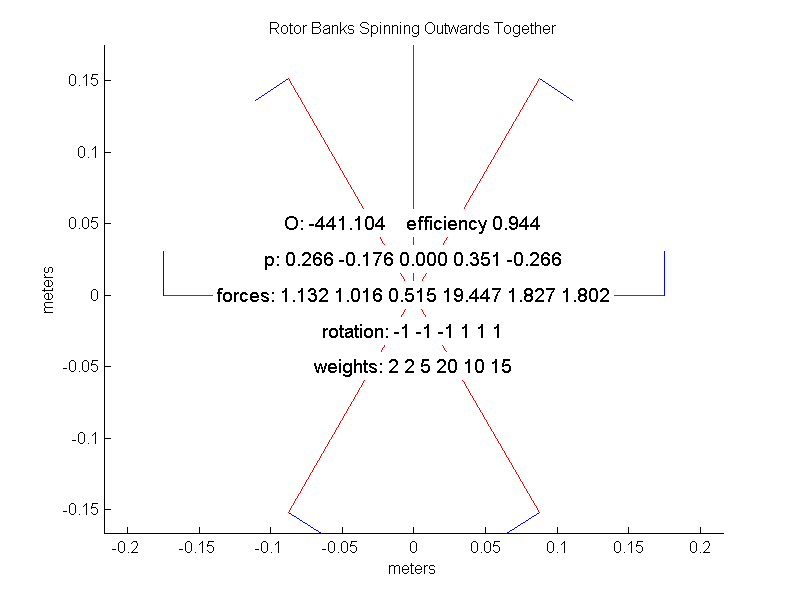 Rotor Banks Spinning Outwards Together
0.15
0.1
0.05
0
-0.05
-0.1
-0.15
meters
O: -441.104 efficiency 0.944
p: 0.266 -0.176 0.000 0.351 -0.266
forces: 1.132 1.016 0.515 19.447 1.827 1.802
rotation: -1 -1 -1 1 1 1
weights: 2 2 5 20 10 15
-0.2 -0.15 -0.1 -0.05 0 0.05 0.1 0.15 0.2
meters